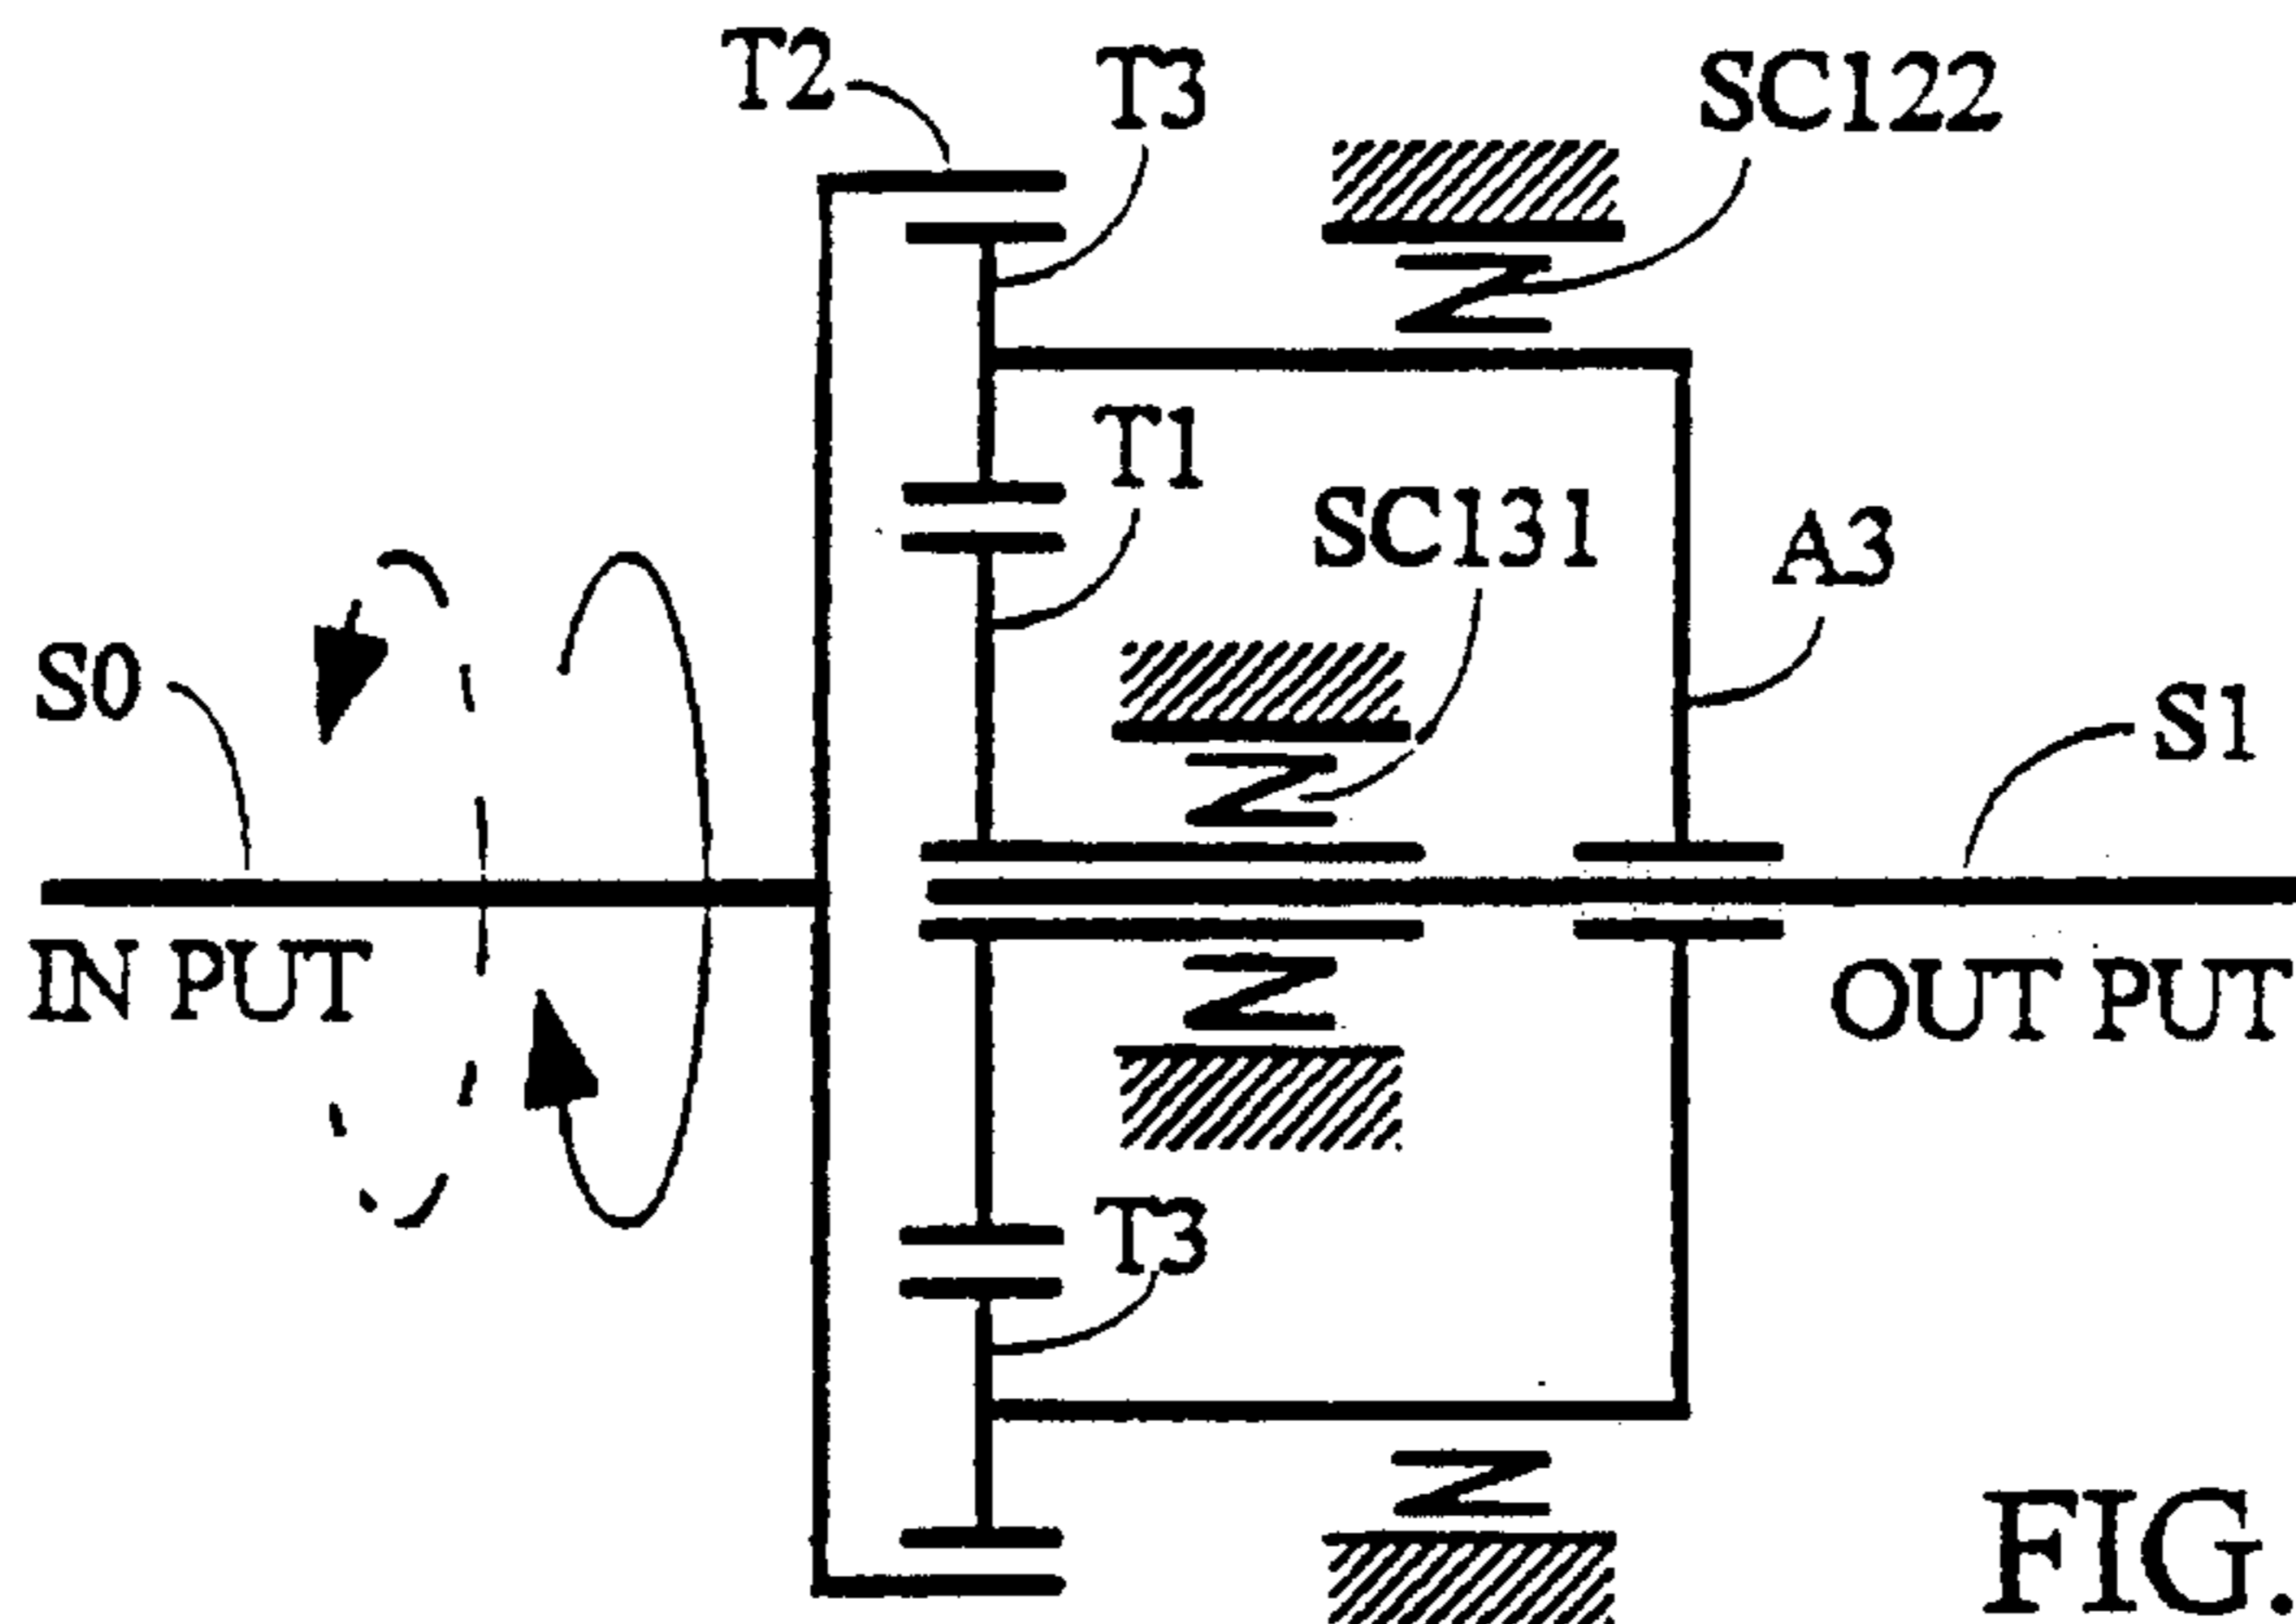 T2
T3
SC122
T1
SC131
A3
S0
S1
IN PUT
OUT PUT
T3
FIG.